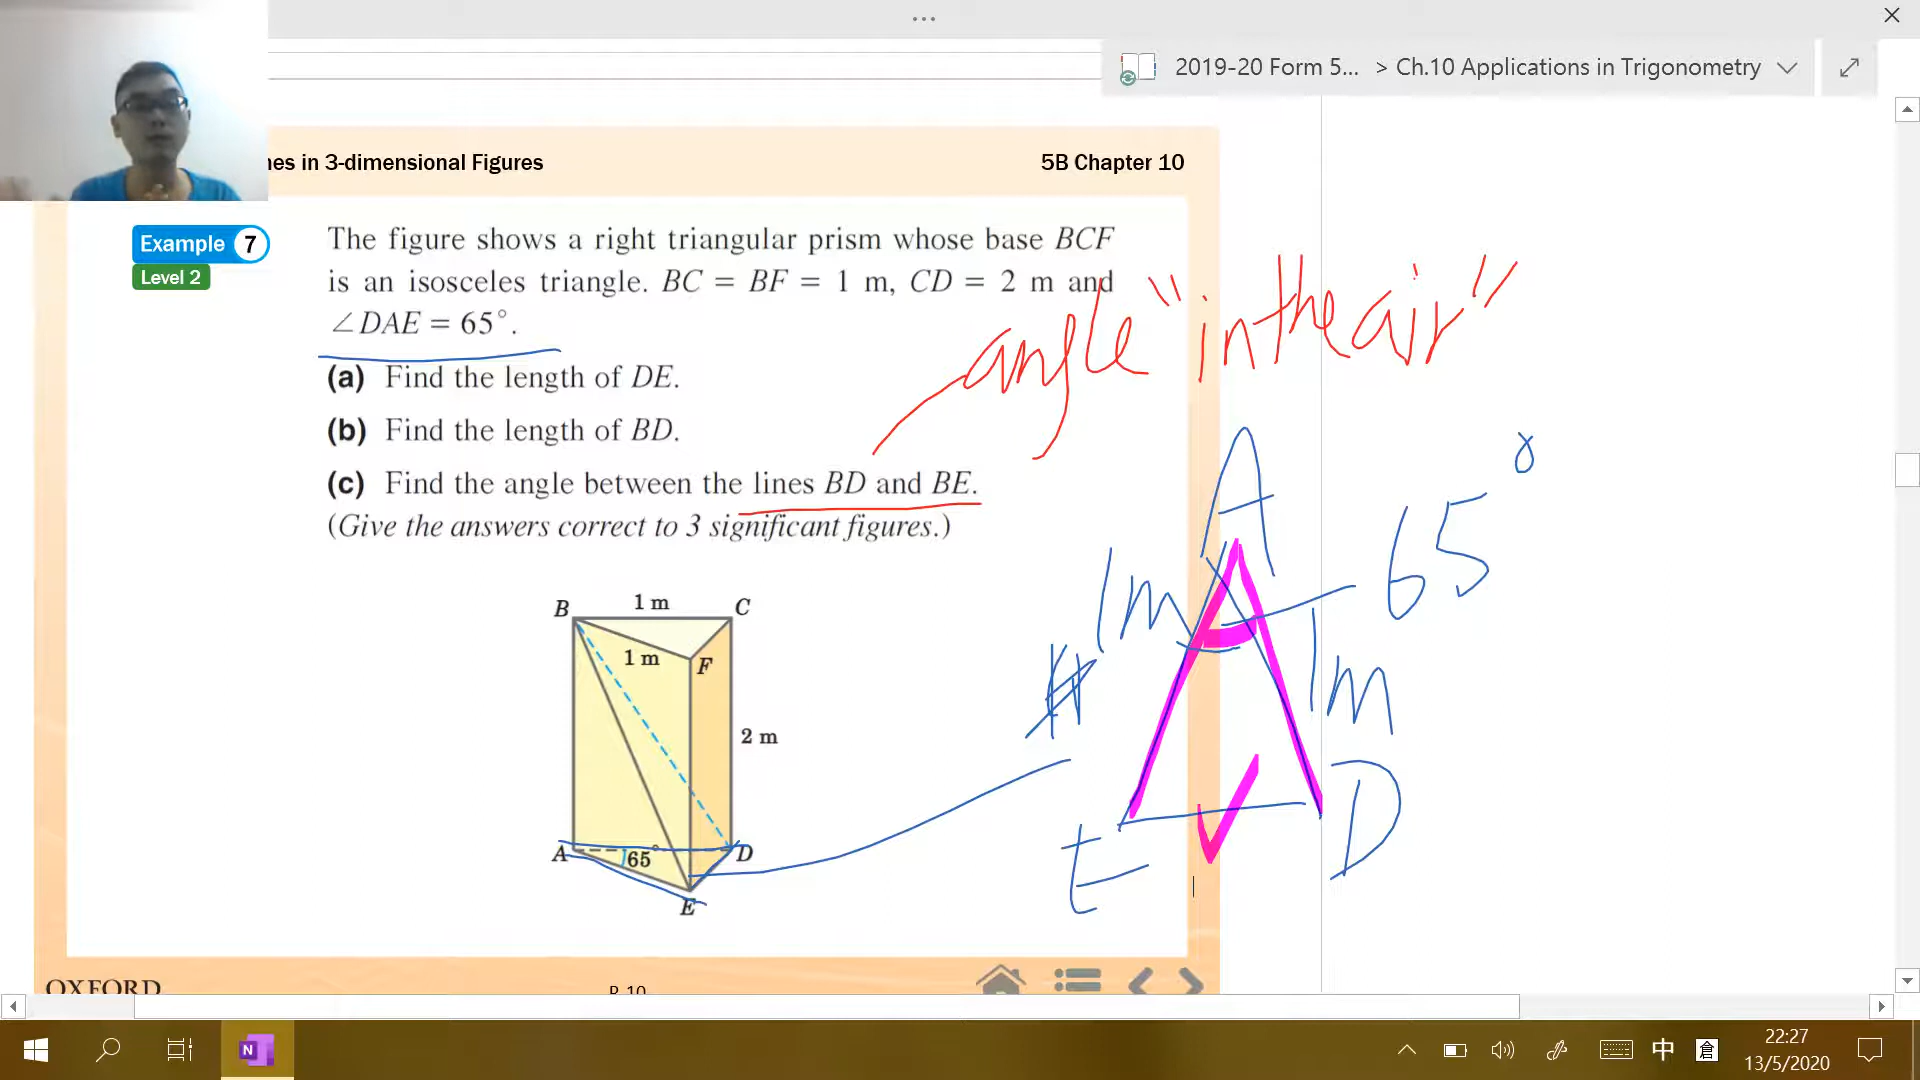 2019-20 Form 5... > Ch.10 Applications in Trigonometry
nes in 3-dimensional Figures
5B Chapter 10
Example 7
Level 2
The figure shows a right triangular prism whose base BCF
is an isosceles triangle. BC = BF = 1 m, CD = 2 m and
∠DAE = 65°.
(a) Find the length of DE.
(b) Find the length of BD.
(c) Find the angle between the lines BD and BE.
(Give the answers correct to 3 significant figures.)
angle "in the air"
A
65°
1m
1m
E
D
B
1 m
C
1 m
F
2 m
A
65°
D
E
OXFORD
P. 10
N
中
倉
22:27
13/5/2020